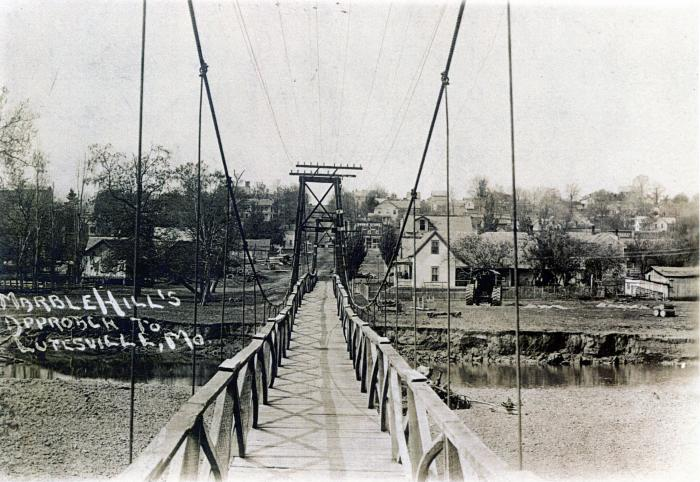 MARBLE HILL'S
APPROACH TO
LUTESVILLE, MO